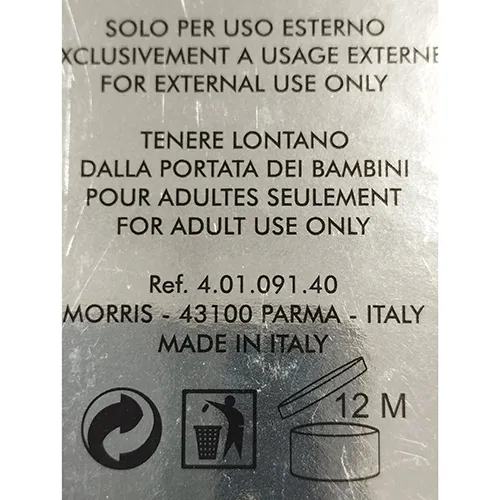 SOLO PER USO ESTERNO
EXCLUSIVEMENT A USAGE EXTERNE
FOR EXTERNAL USE ONLY
TENERE LONTANO
DALLA PORTATA DEI BAMBINI
POUR ADULTES SEULEMENT
FOR ADULT USE ONLY
Ref. 4.01.091.40
MORRIS - 43100 PARMA - ITALY
MADE IN ITALY
12 M